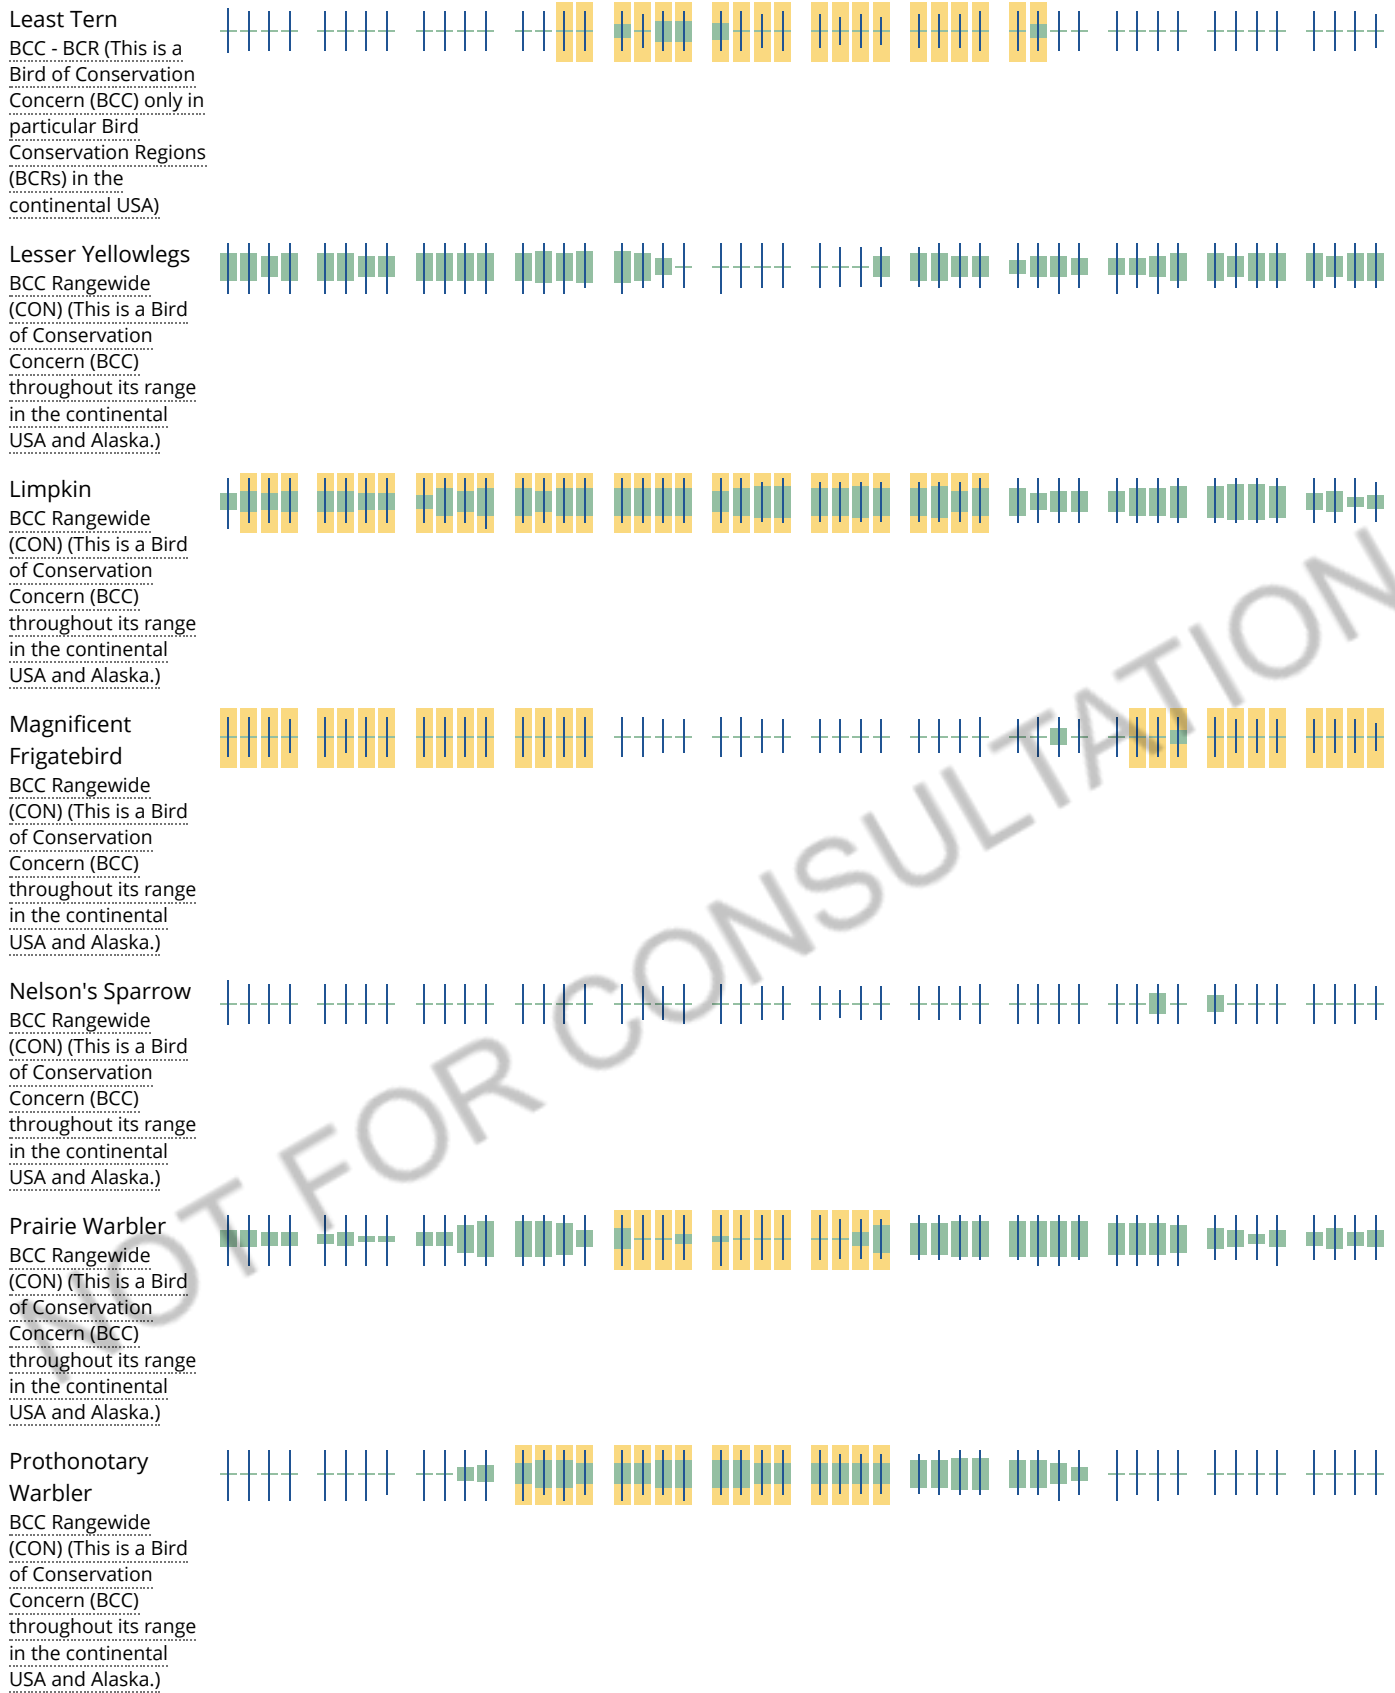 Least Tern
BCC - BCR (This is a
Bird of Conservation
Concern (BCC) only in
particular Bird
Conservation Regions
(BCRs) in the
continental USA)
Lesser Yellowlegs
BCC Rangewide
(CON) (This is a Bird
of Conservation
Concern (BCC)
throughout its range
in the continental
USA and Alaska.)
Limpkin
BCC Rangewide
(CON) (This is a Bird
of Conservation
Concern (BCC)
throughout its range
in the continental
USA and Alaska.)
Magnificent
Frigatebird
BCC Rangewide
(CON) (This is a Bird
of Conservation
Concern (BCC)
throughout its range
in the continental
USA and Alaska.)
Nelson's Sparrow
BCC Rangewide
(CON) (This is a Bird
of Conservation
Concern (BCC)
throughout its range
in the continental
USA and Alaska.)
Prairie Warbler
BCC Rangewide
(CON) (This is a Bird
of Conservation
Concern (BCC)
throughout its range
in the continental
USA and Alaska.)
Prothonotary
Warbler
BCC Rangewide
(CON) (This is a Bird
of Conservation
Concern (BCC)
throughout its range
in the continental
USA and Alaska.)
NOT FOR CONSULTATION